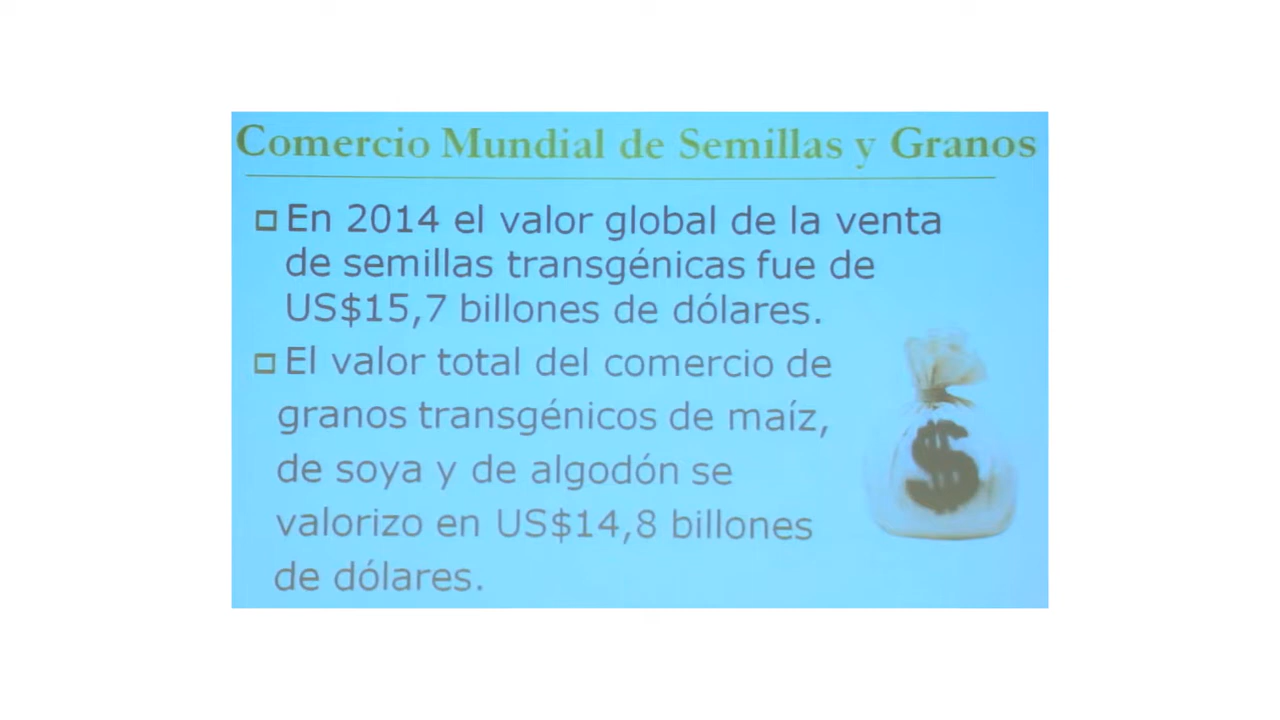 Comercio Mundial de Semillas y Granos
En 2014 el valor global de la venta
de semillas transgénicas fue de
US$15,7 billones de dólares.
El valor total del comercio de
granos transgénicos de maíz,
de soya y de algodón se
valorizo en US$14,8 billones
de dólares.
$